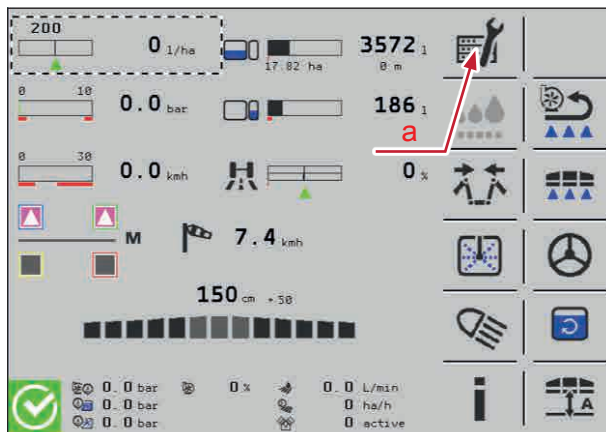 200
0 l/ha
3572 l
17.82 ha
0 m
0 10
0.0 bar
186 l
a
0 30
0.0 kmh
0 %
M
7.4 kmh
150 cm + 50
0.0 bar
0 %
0.0 L/min
0.0 bar
0 ha/h
0.0 bar
0 active
A